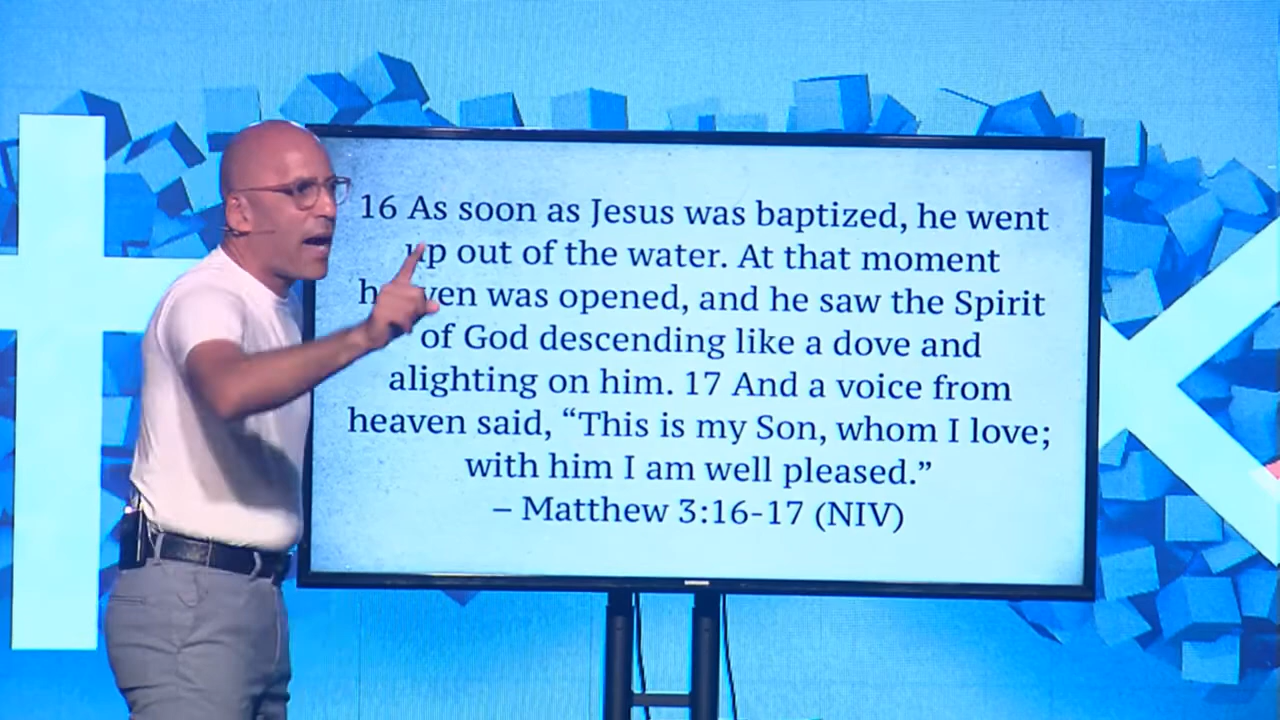 16 As soon as Jesus was baptized, he went
up out of the water. At that moment
heaven was opened, and he saw the Spirit
of God descending like a dove and
alighting on him. 17 And a voice from
heaven said, “This is my Son, whom I love;
with him I am well pleased.”
– Matthew 3:16-17 (NIV)